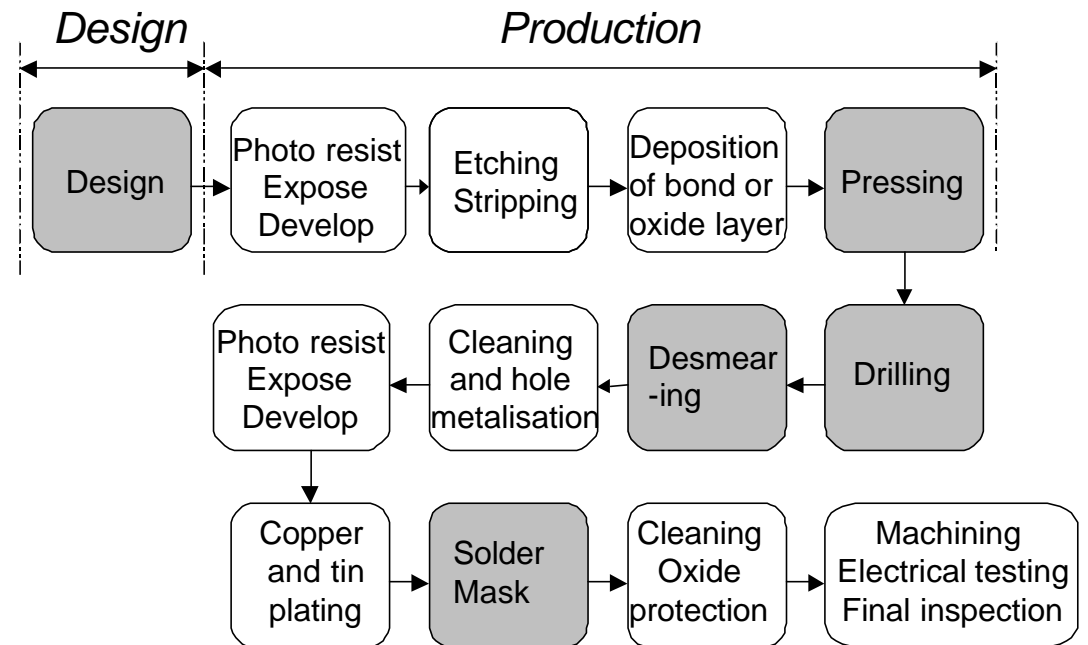 Design
Production
Design
Photo resist
Expose
Develop
Etching
Stripping
Deposition
of bond or
oxide layer
Pressing
Photo resist
Expose
Develop
Cleaning
and hole
metalisation
Desmear
-ing
Drilling
Copper
and tin
plating
Solder
Mask
Cleaning
Oxide
protection
Machining
Electrical testing
Final inspection